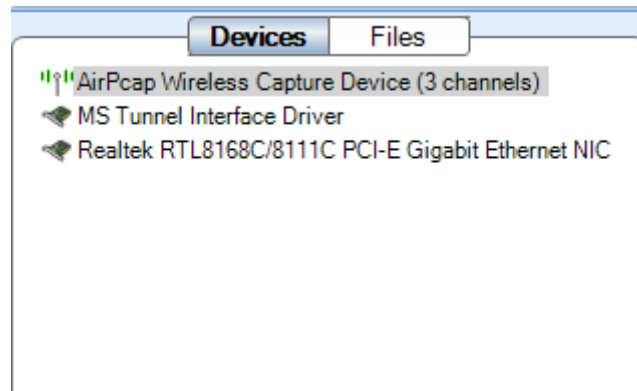 Devices Files
AirPcap Wireless Capture Device (3 channels)
MS Tunnel Interface Driver
Realtek RTL8168C/8111C PCI-E Gigabit Ethernet NIC